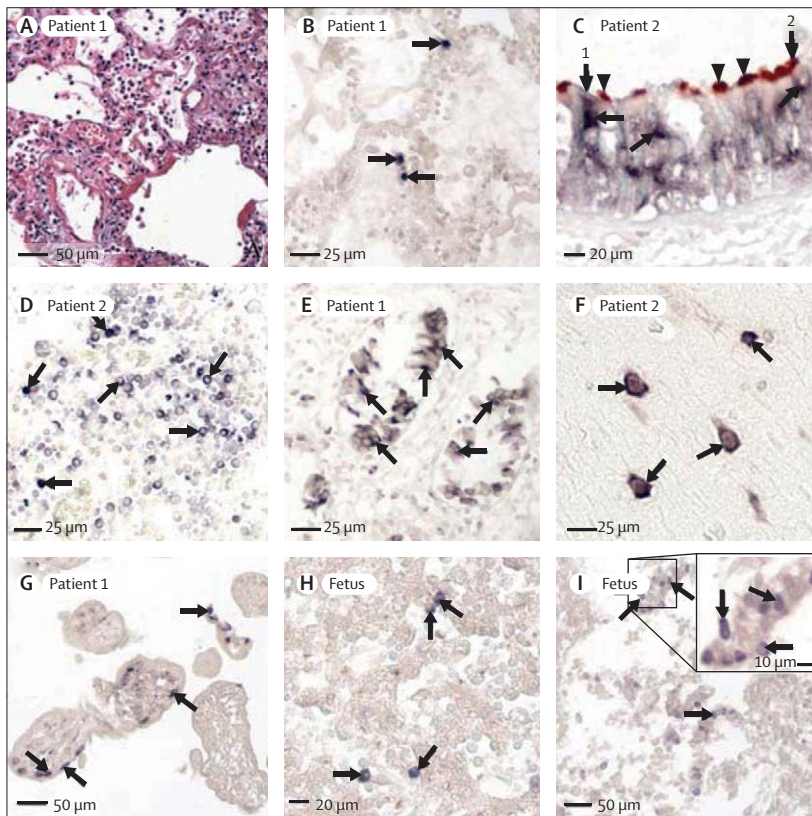 A Patient 1
50 µm
B Patient 1
25 µm
C Patient 2
1
2
20 µm
D Patient 2
25 µm
E Patient 1
25 µm
F Patient 2
25 µm
G Patient 1
50 µm
H Fetus
20 µm
I Fetus
10 µm
50 µm